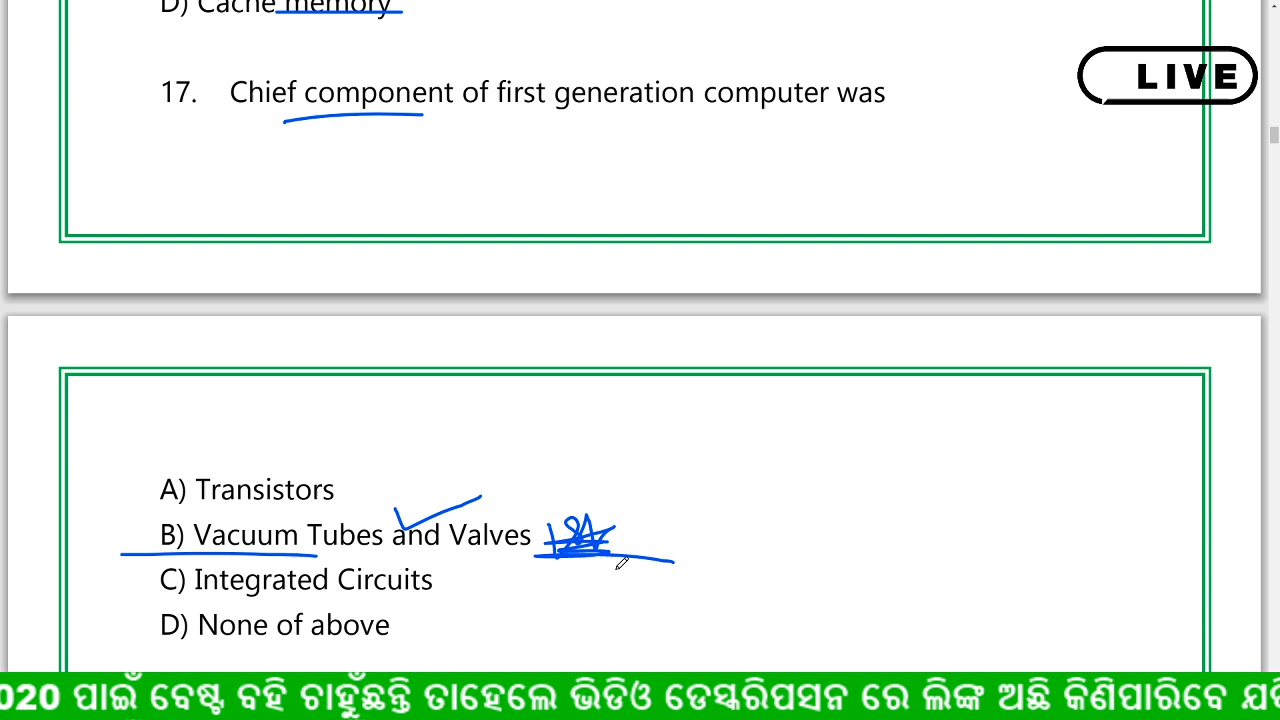 D) Cache memory
LIVE
17. Chief component of first generation computer was
A) Transistors
B) Vacuum Tubes and Valves
C) Integrated Circuits
D) None of above
020 ପାଇଁ ବେଷ୍ଟ ବହି ଚାହୁଁଛନ୍ତି ତାହେଲେ ଭିଡିଓ ଡେସ୍କରିପସନ ରେ ଲିଙ୍କ ଅଛି କିଣିପାରିବେ